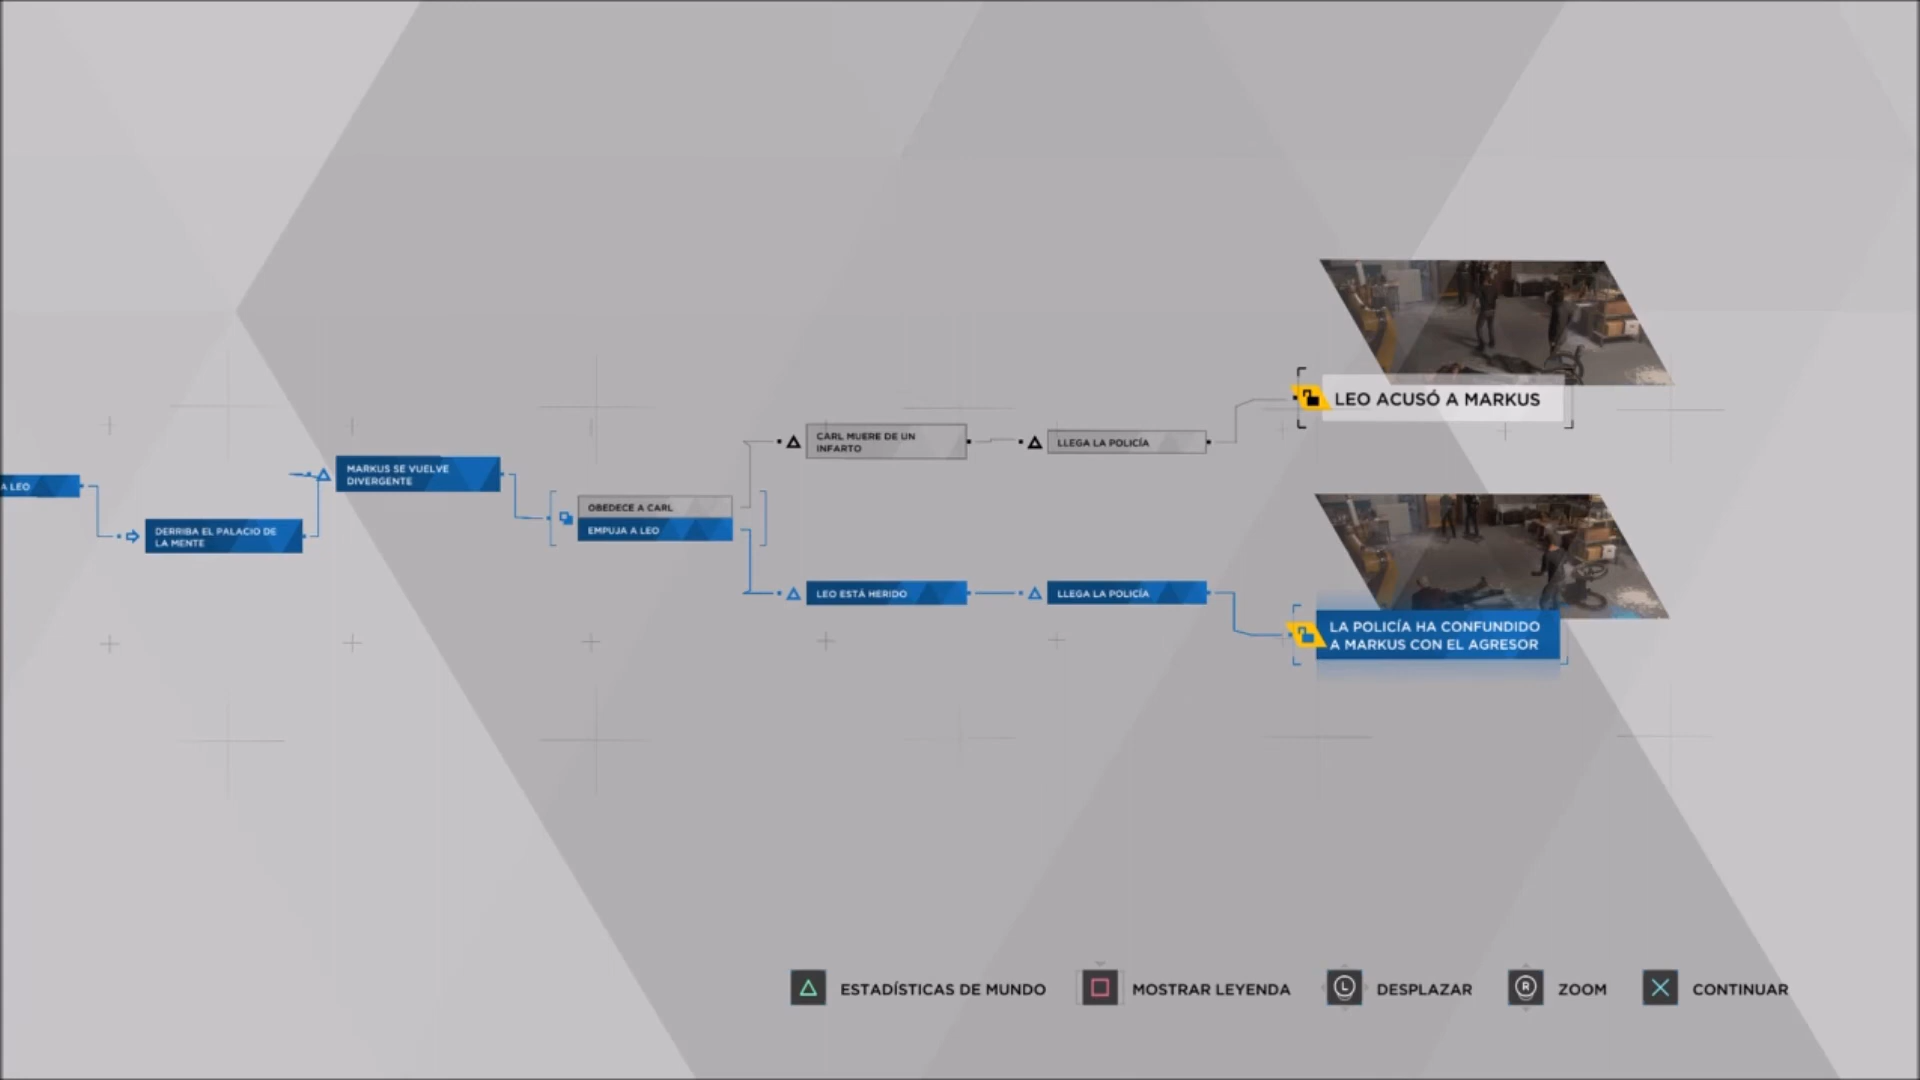 LEO ACUSÓ A MARKUS
CARL MUERE DE UN
INFARTO
LLEGA LA POLICÍA
MARKUS SE VUELVE
DIVERGENTE
A LEO
DERRIBA EL PALACIO DE
LA MENTE
OBEDECE A CARL
EMPUJA A LEO
LEO ESTÁ HERIDO
LLEGA LA POLICÍA
LA POLICÍA HA CONFUNDIDO
A MARKUS CON EL AGRESOR
ESTADÍSTICAS DE MUNDO
MOSTRAR LEYENDA
L
DESPLAZAR
R
ZOOM
CONTINUAR